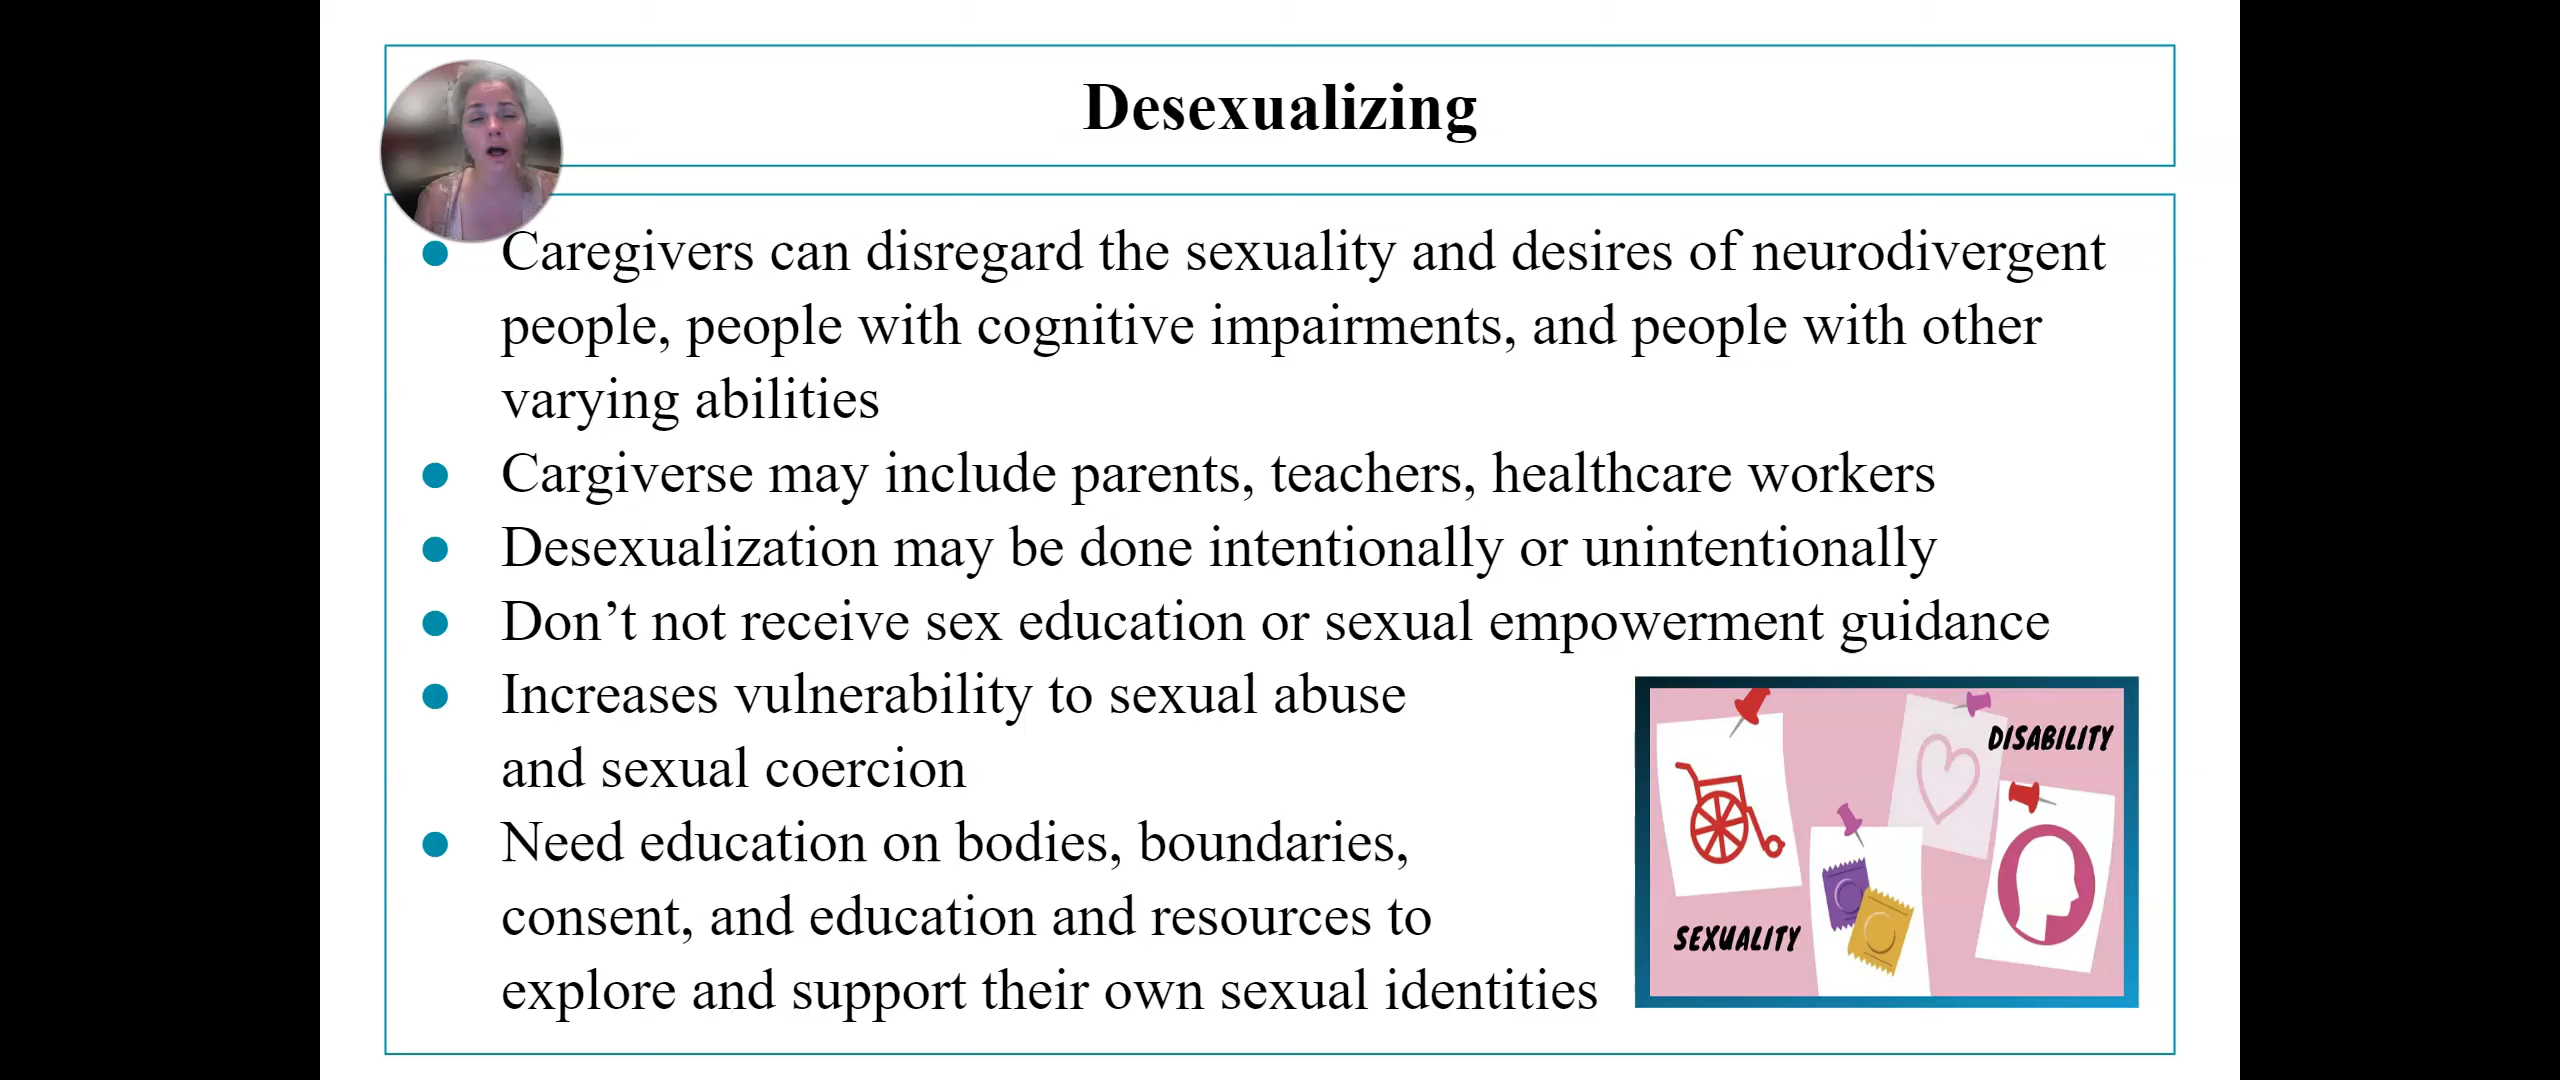 Desexualizing
● Caregivers can disregard the sexuality and desires of neurodivergent
people, people with cognitive impairments, and people with other
varying abilities
● Cargiverse may include parents, teachers, healthcare workers
● Desexualization may be done intentionally or unintentionally
● Don’t not receive sex education or sexual empowerment guidance
● Increases vulnerability to sexual abuse
and sexual coercion
● Need education on bodies, boundaries,
consent, and education and resources to
explore and support their own sexual identities
DISABILITY
SEXUALITY